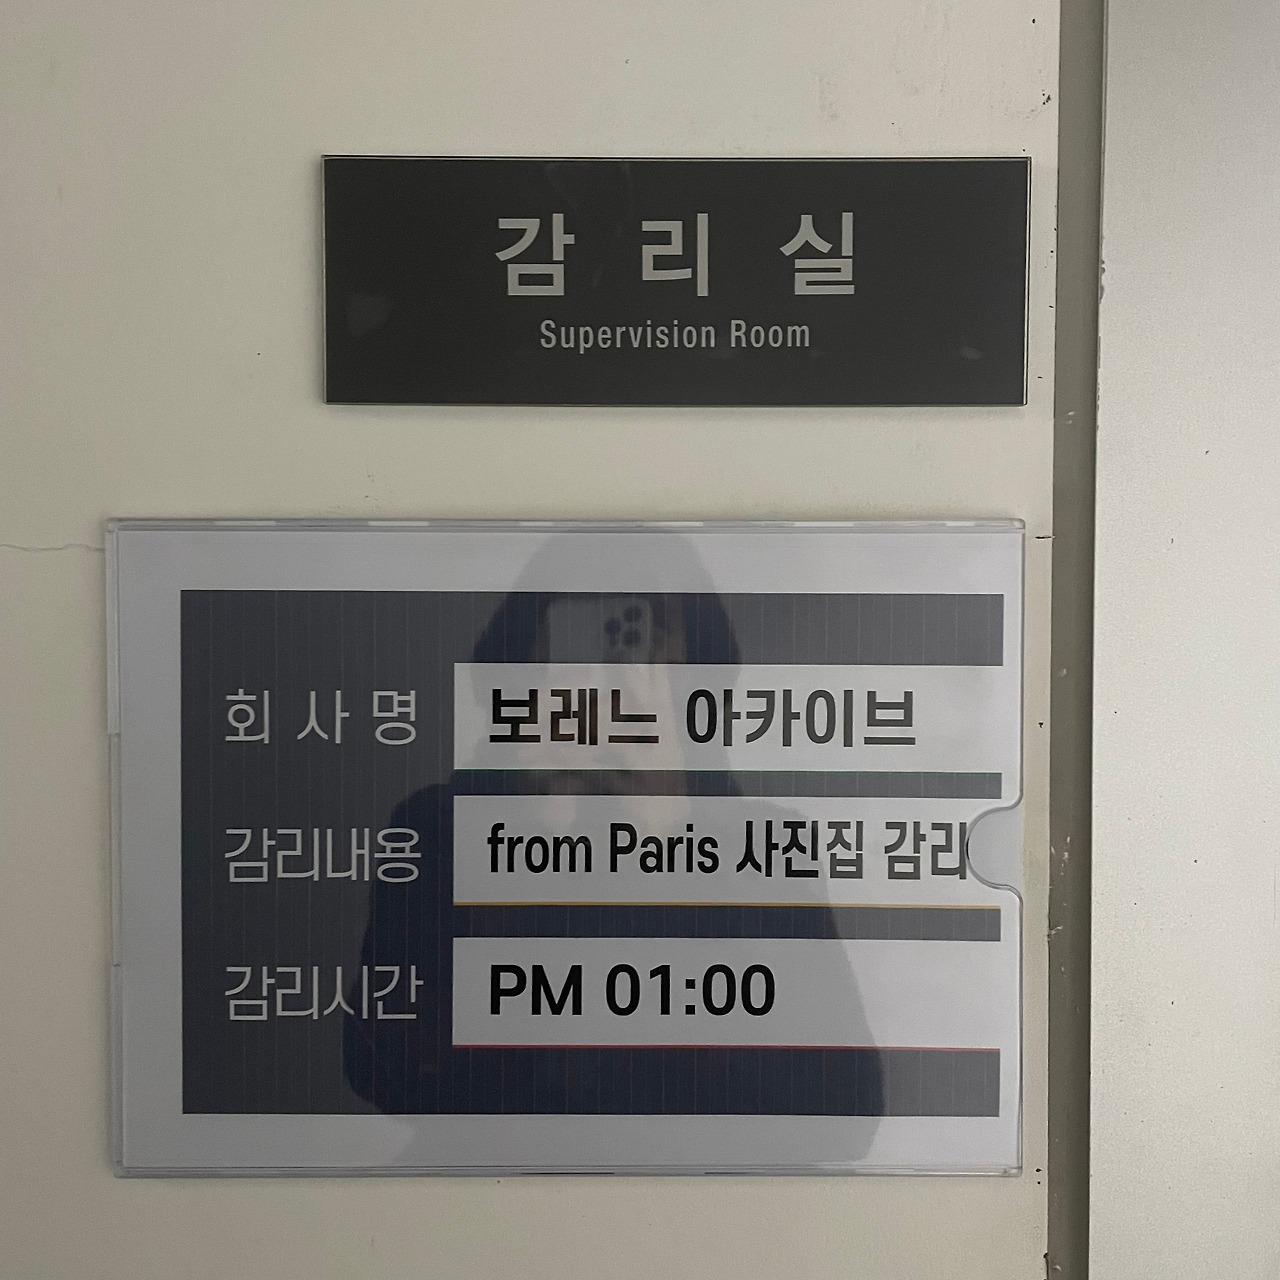 감 리 실
Supervision Room
회 사 명 보레느 아카이브
감리내용 from Paris 사진집 감리
감리시간 PM 01:00